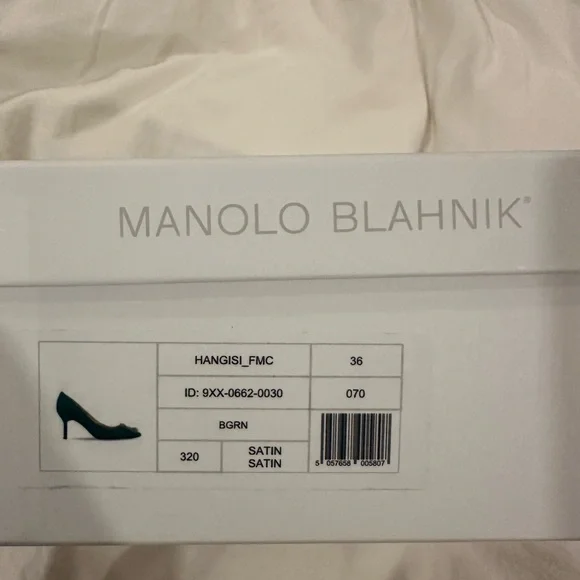 MANOLO BLAHNIK®
HANGISI_FMC 36
ID: 9XX-0662-0030 070
BGRN
320 SATIN
SATIN
5 057658 005807